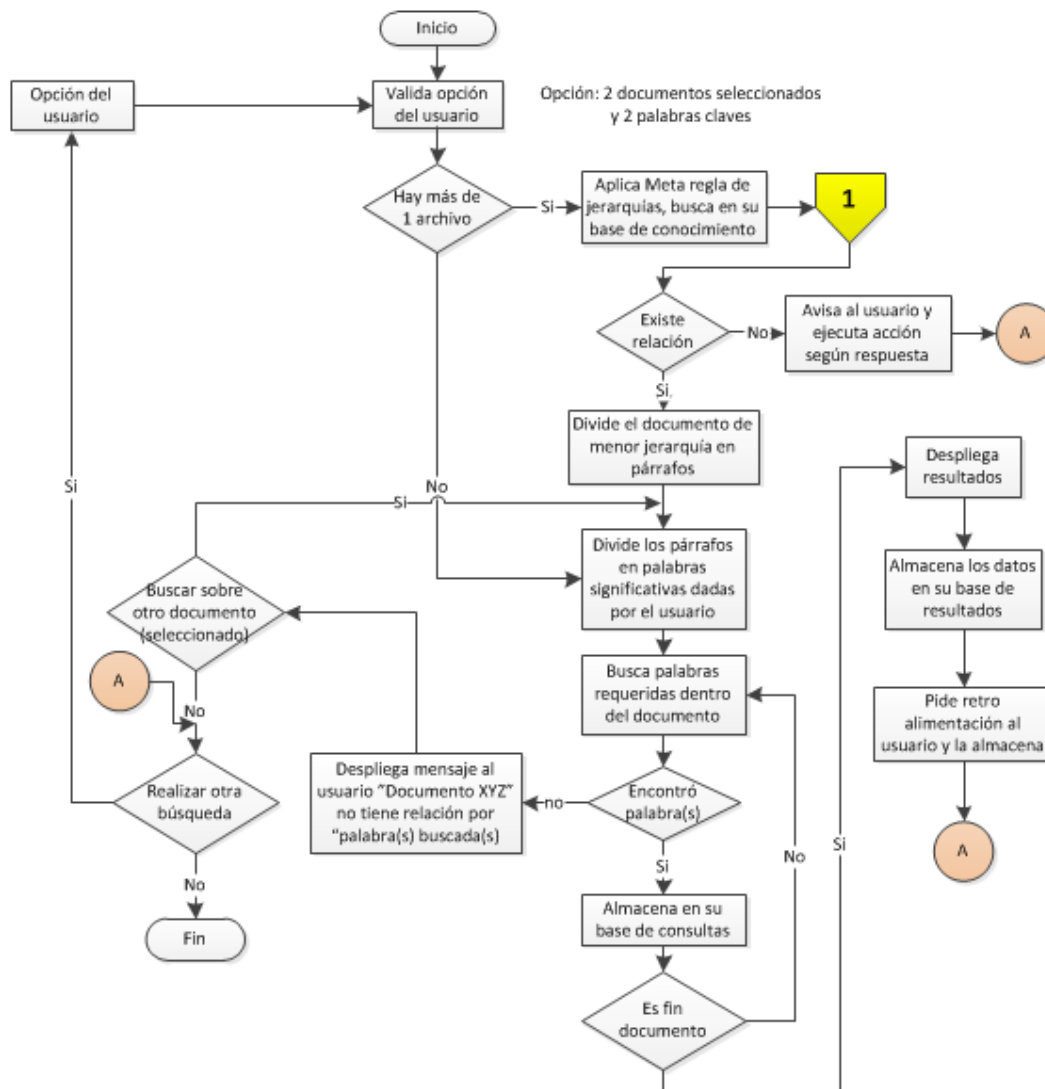 Inicio
Opción del
usuario
Valida opción
del usuario
Opción: 2 documentos seleccionados
y 2 palabras claves
Hay más de
1 archivo
Si
Aplica Meta regla de
jerarquías, busca en su
base de conocimiento
1
Existe
relación
No
Avisa al usuario y
ejecuta acción
según respuesta
A
Si
Divide el documento de
menor jerarquía en
párrafos
Despliega
resultados
Si
No
Si
Divide los párrafos
en palabras
significativas dadas
por el usuario
Almacena los datos
en su base de
resultados
Buscar sobre
otro documento
(seleccionado)
A
No
Busca palabras
requeridas dentro
del documento
Pide retro
alimentación al
usuario y la almacena
Realizar otra
búsqueda
Despliega mensaje al
usuario "Documento XYZ"
no tiene relación por
"palabra(s) buscada(s)
no
Encontró
palabra(s)
No
Si
A
Si
No
Fin
Almacena en su
base de consultas
Es fin
documento